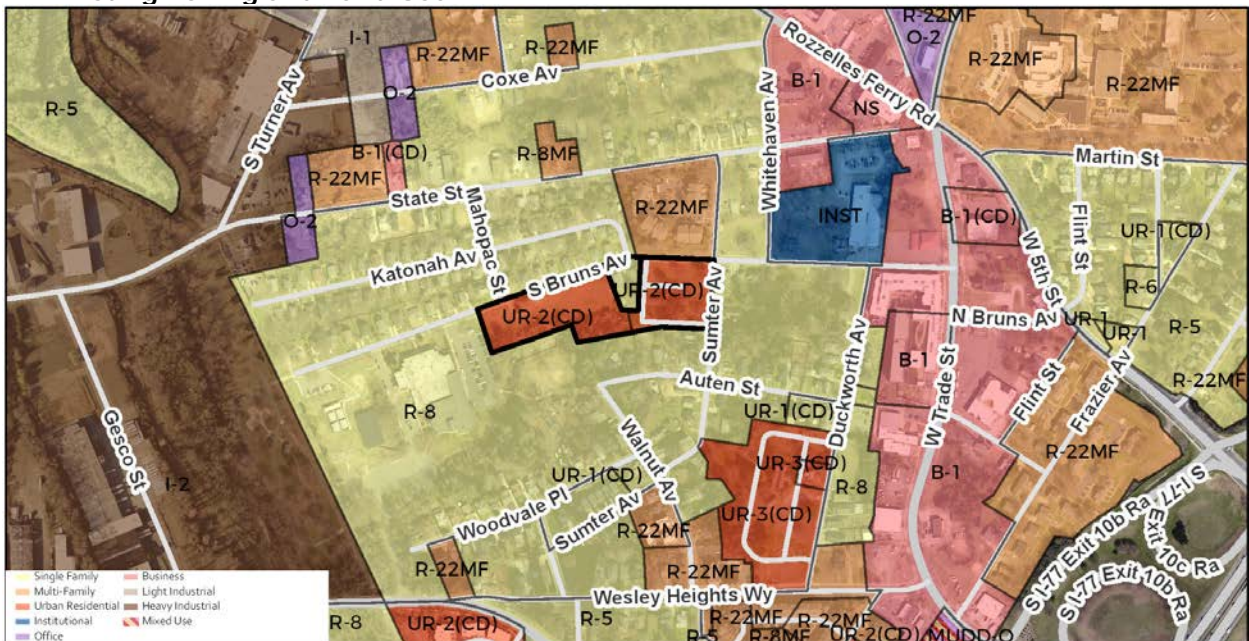 R-22MF
O-2
I-1
R-22MF
R-22MF
Coxe Av
Rozzelles Ferry Rd
R-22MF
R-22MF
R-5
S Turner Av
O-2
B-1
NS
Whitehaven Av
B-1(CD)
R-22MF
R-8MF
Martin St
State St
O-2
Mahopac St
R-22MF
INST
B-1(CD)
Flint St
UR-1(CD)
Katonah Av
S Bruns Av
UR-2(CD)
W 5th St
R-6
UR-2(CD)
Sumter Av
N Bruns Av
UR-1
UR-1
R-5
Auten St
Duckworth Av
B-1
W Trade St
Flint St
Frazier Av
R-22MF
Gesco St
R-8
Walnut Av
UR-1(CD)
UR-3(CD)
R-8
R-22MF
I-2
UR-1(CD)
B-1
Woodvale Pl
Sumter Av
R-22MF
UR-3(CD)
S I-77 Exit 10b Ra
S I-77 Exit 10c Ra
R-22MF
R-22MF
S I-77 Exit 10b Ra
Wesley Heights Wy
R-8
UR-2(CD)
R-5
R-22MF
R-5
R-8MF
UR-2(CD)
MUDD-O
Single Family
Business
Multi-Family
Light Industrial
Urban Residential
Heavy Industrial
Institutional
Mixed Use
Office